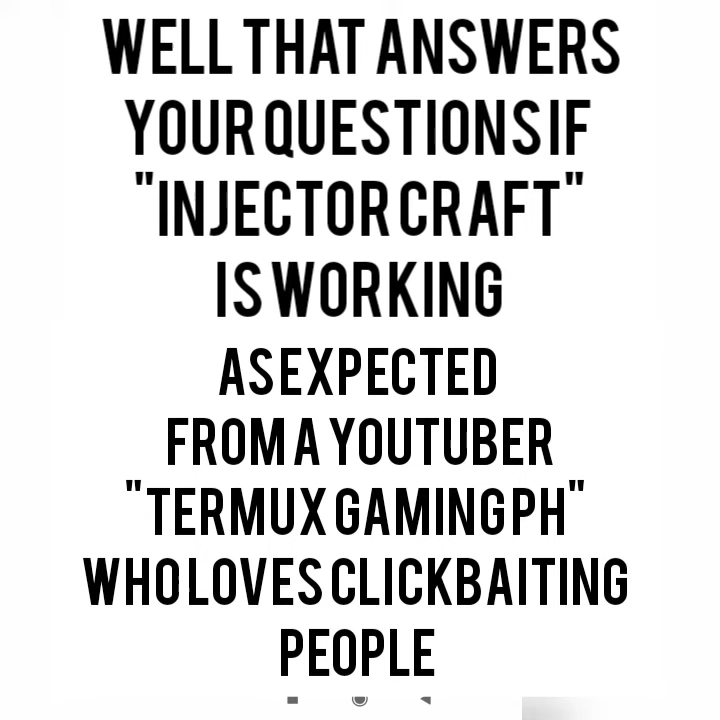 WELL THAT ANSWERS
YOUR QUESTIONS IF
"INJECTOR CRAFT"
IS WORKING
AS EXPECTED
FROM A YOUTUBER
"TERMUX GAMING PH"
WHO LOVES CLICKBAITING
PEOPLE